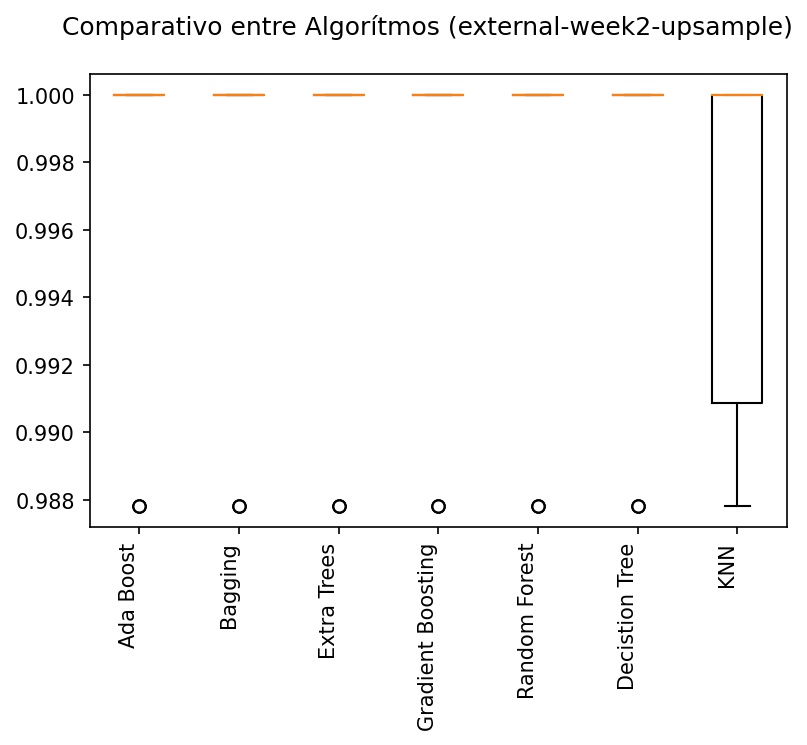 Comparativo entre Algorítmos (external-week2-upsample)
1.000
0.998
0.996
0.994
0.992
0.990
0.988
Ada Boost
Bagging
Extra Trees
Gradient Boosting
Random Forest
Decistion Tree
KNN